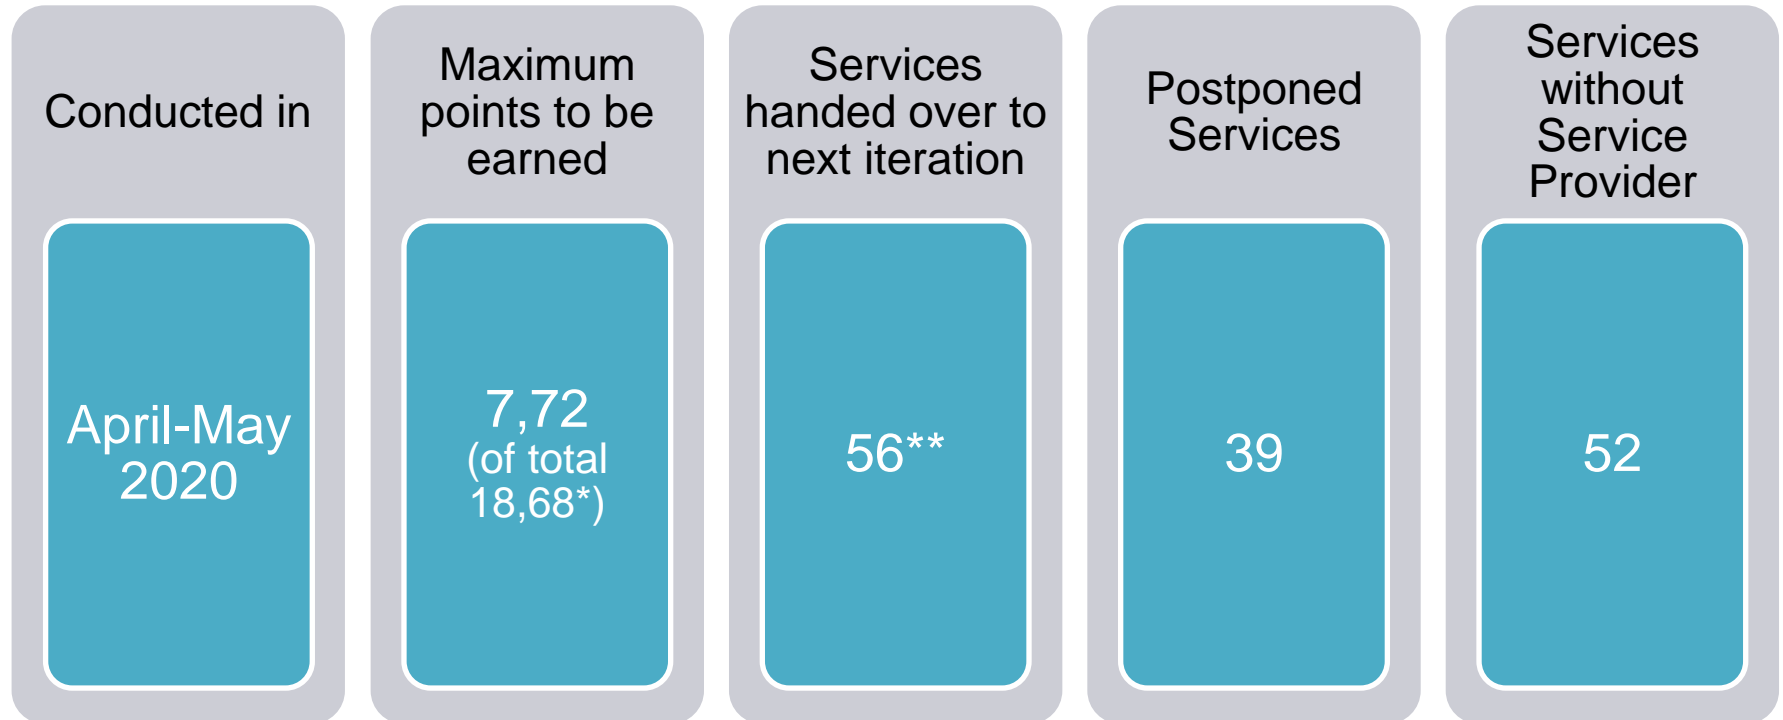 Conducted in
April-May
2020
Maximum
points to be
earned
7,72
(of total
18,68*)
Services
handed over to
next iteration
56**
Postponed
Services
39
Services
without
Service
Provider
52